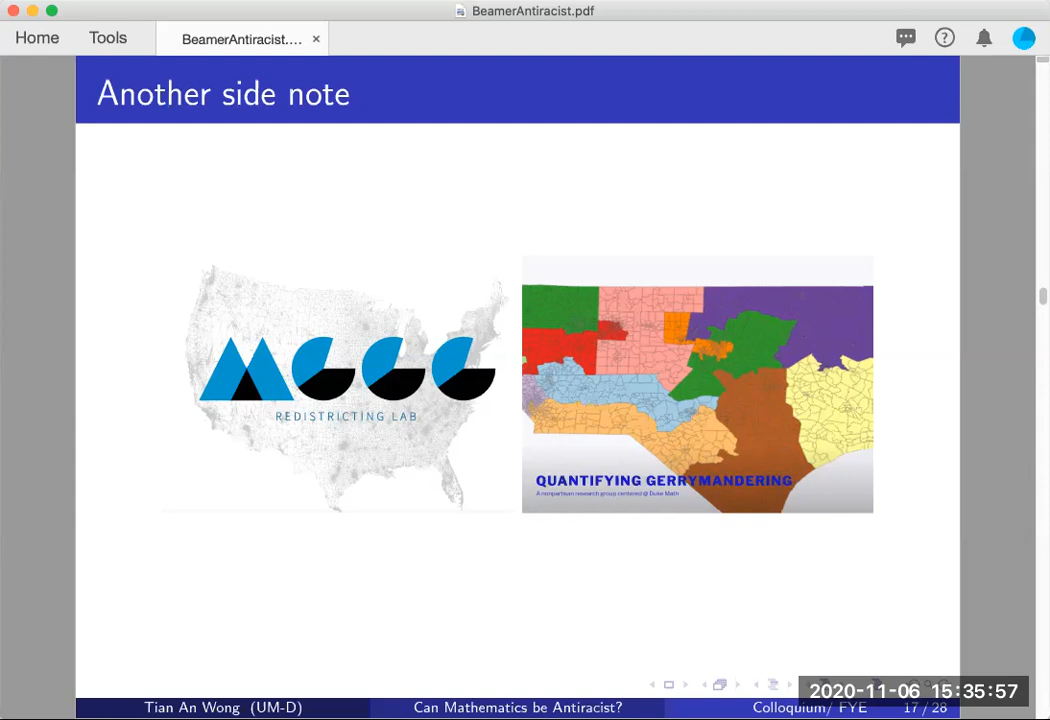 BeamerAntiracist.pdf
Home Tools BeamerAntiracist.... ×
Another side note
MGGG
REDISTRICTING LAB
QUANTIFYING GERRYMANDERING
A nonpartisan research group centered @ Duke Math
2020-11-06 15:35:57
Tian An Wong (UM-D) Can Mathematics be Antiracist? Colloquium/ FYE 17 / 28